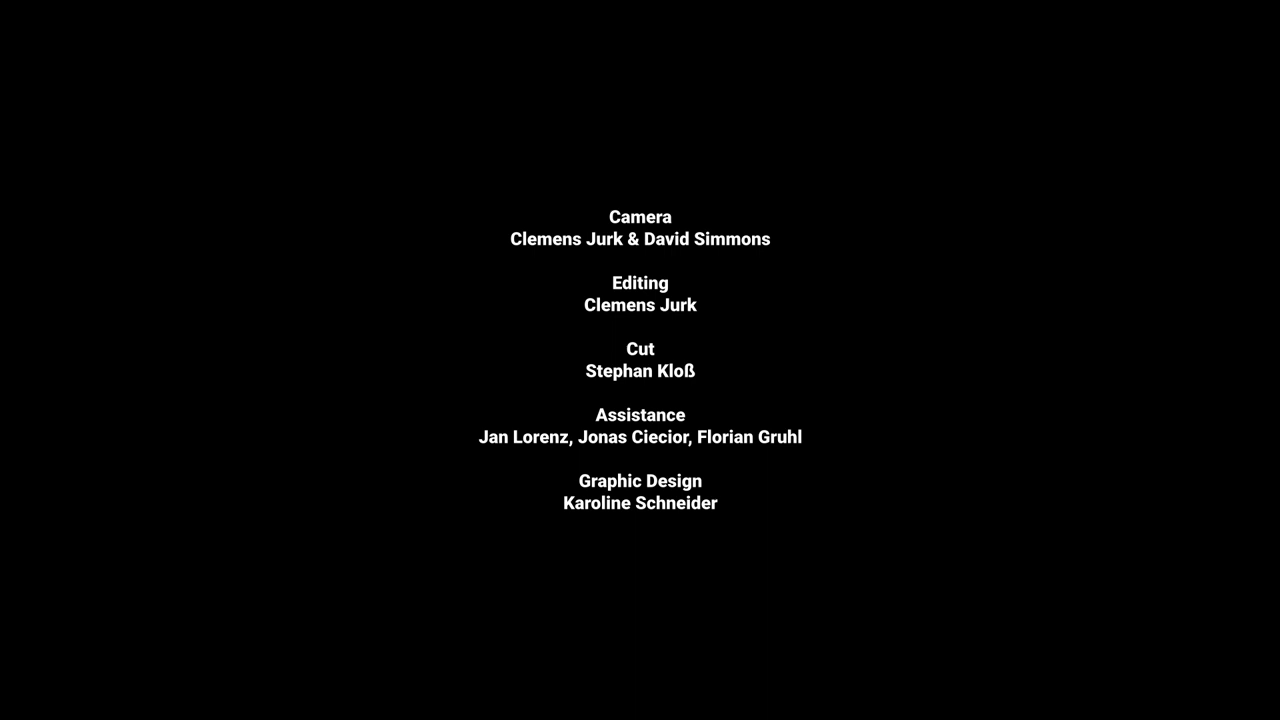 Camera
Clemens Jurk & David Simmons
Editing
Clemens Jurk
Cut
Stephan Kloß
Assistance
Jan Lorenz, Jonas Ciecior, Florian Gruhl
Graphic Design
Karoline Schneider